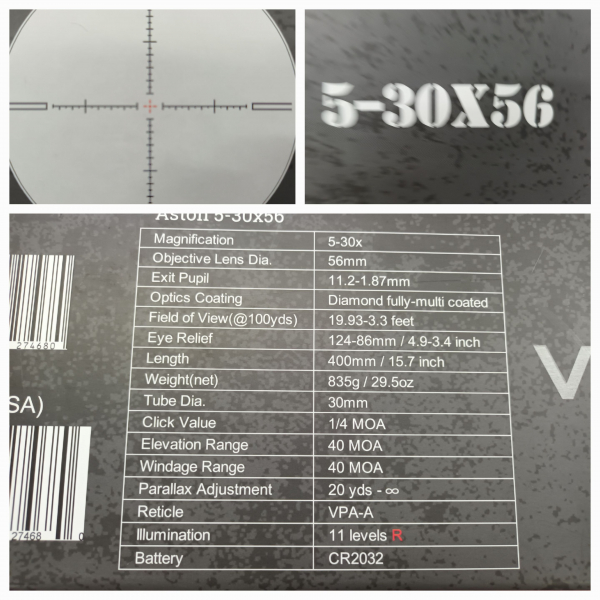 5-30X56
Aston 5-30x56
Magnification 5-30x
Objective Lens Dia. 56mm
Exit Pupil 11.2-1.87mm
Optics Coating Diamond fully-multi coated
Field of View(@100yds) 19.93-3.3 feet
Eye Relief 124-86mm / 4.9-3.4 inch
Length 400mm / 15.7 inch
Weight(net) 835g / 29.5oz
Tube Dia. 30mm
Click Value 1/4 MOA
Elevation Range 40 MOA
Windage Range 40 MOA
Parallax Adjustment 20 yds - ∞
Reticle VPA-A
Illumination 11 levels R
Battery CR2032
274680
SA)
27468 0
V